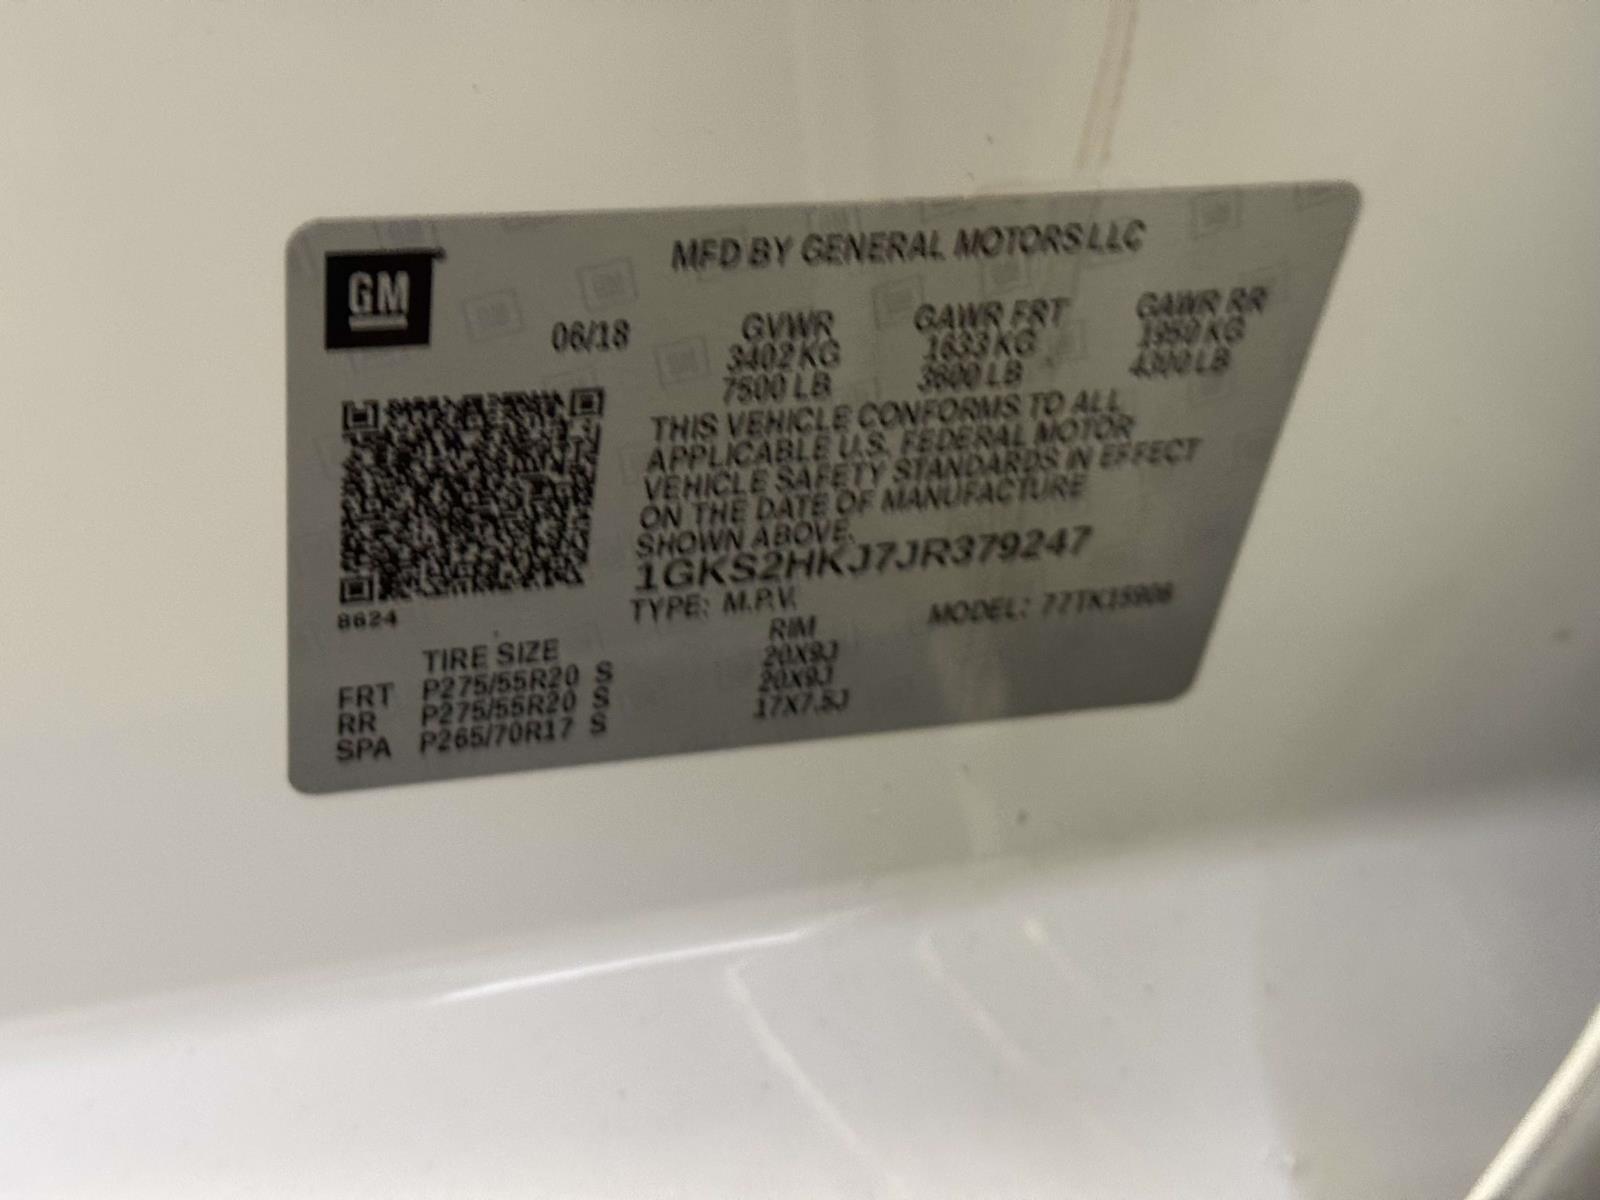 GM
MFD BY GENERAL MOTORS LLC
06/18
GVWR GAWR FRT GAWR RR
3402 KG 1633 KG 1950 KG
7500 LB 3600 LB 4300 LB
THIS VEHICLE CONFORMS TO ALL
APPLICABLE U.S. FEDERAL MOTOR
VEHICLE SAFETY STANDARDS IN EFFECT
ON THE DATE OF MANUFACTURE
SHOWN ABOVE.
1GKS2HKJ7JR379247
TYPE: M.P.V. MODEL: 77TK15906
8624
TIRE SIZE RIM
FRT P275/55R20 S 20X9J
RR P275/55R20 S 20X9J
SPA P265/70R17 S 17X7.5J